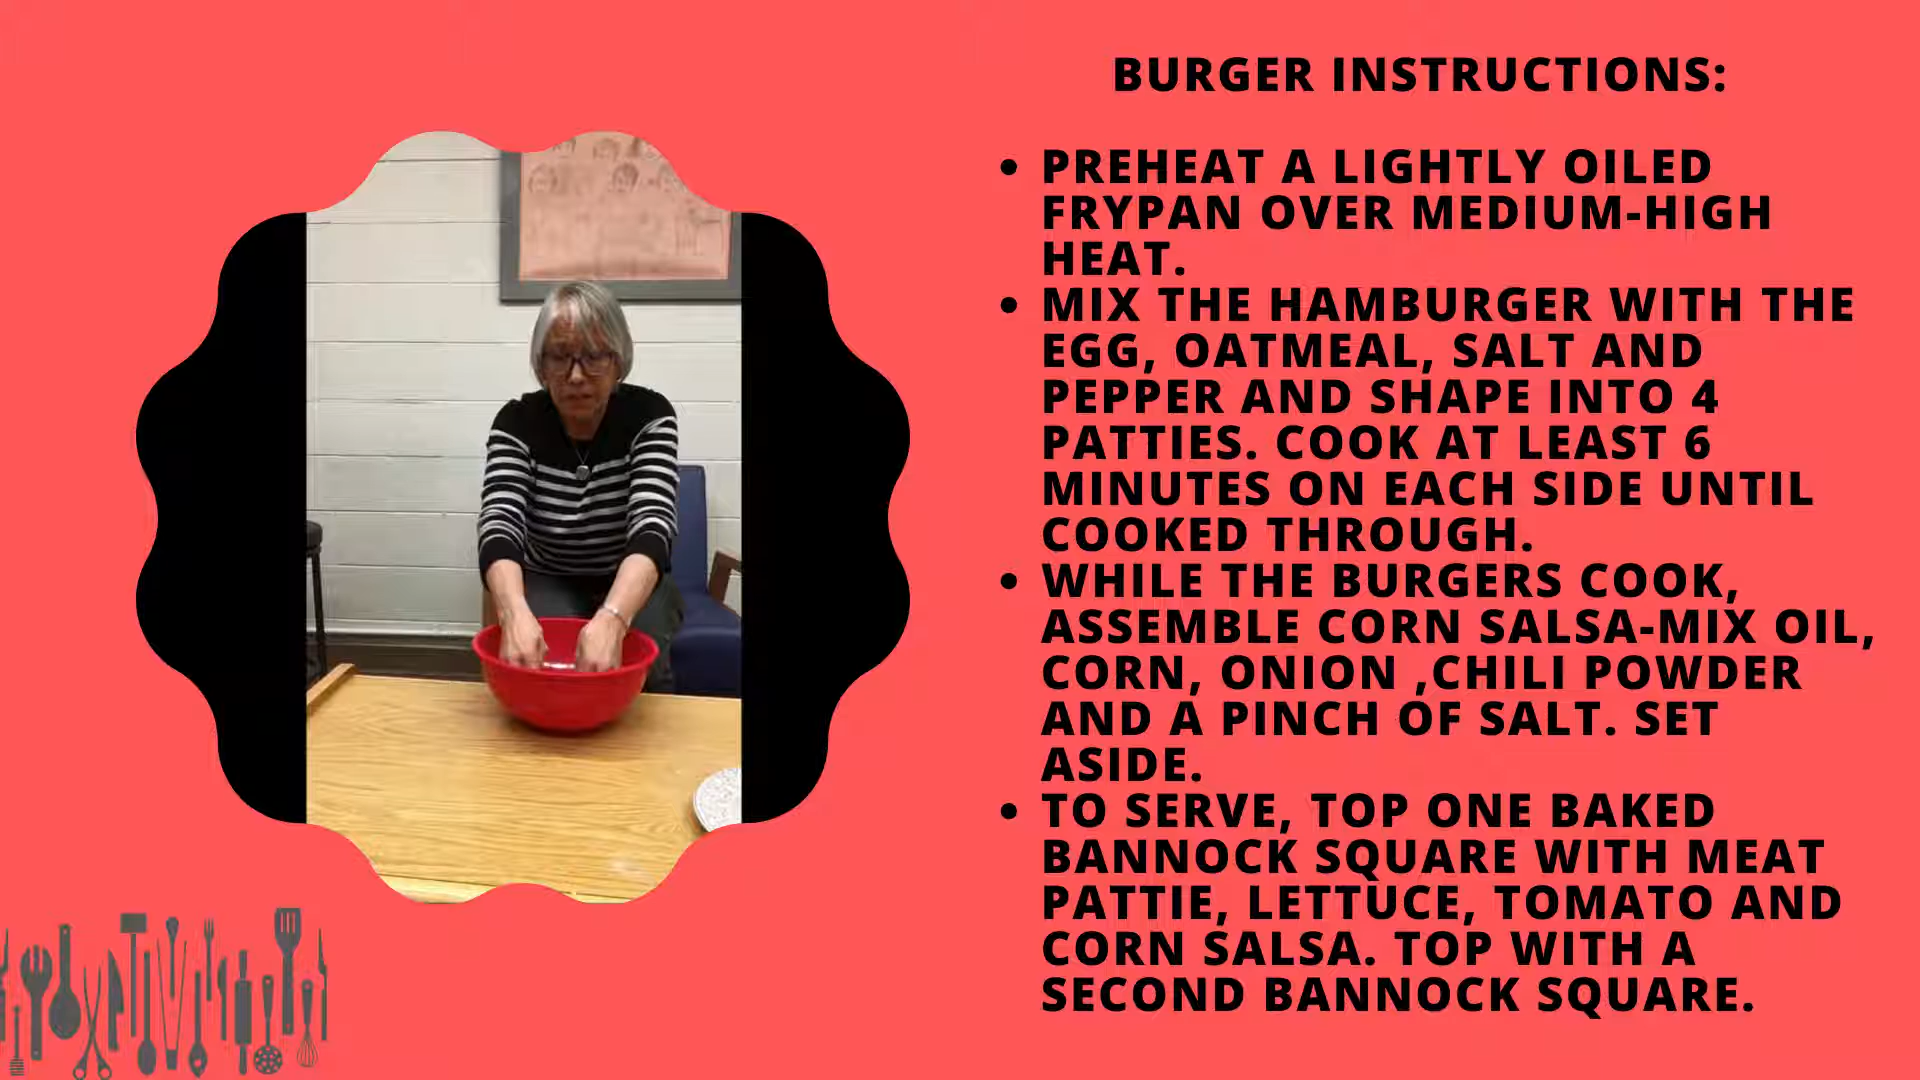 BURGER INSTRUCTIONS:
• PREHEAT A LIGHTLY OILED
FRYPAN OVER MEDIUM-HIGH
HEAT.
• MIX THE HAMBURGER WITH THE
EGG, OATMEAL, SALT AND
PEPPER AND SHAPE INTO 4
PATTIES. COOK AT LEAST 6
MINUTES ON EACH SIDE UNTIL
COOKED THROUGH.
• WHILE THE BURGERS COOK,
ASSEMBLE CORN SALSA-MIX OIL,
CORN, ONION ,CHILI POWDER
AND A PINCH OF SALT. SET
ASIDE.
• TO SERVE, TOP ONE BAKED
BANNOCK SQUARE WITH MEAT
PATTIE, LETTUCE, TOMATO AND
CORN SALSA. TOP WITH A
SECOND BANNOCK SQUARE.